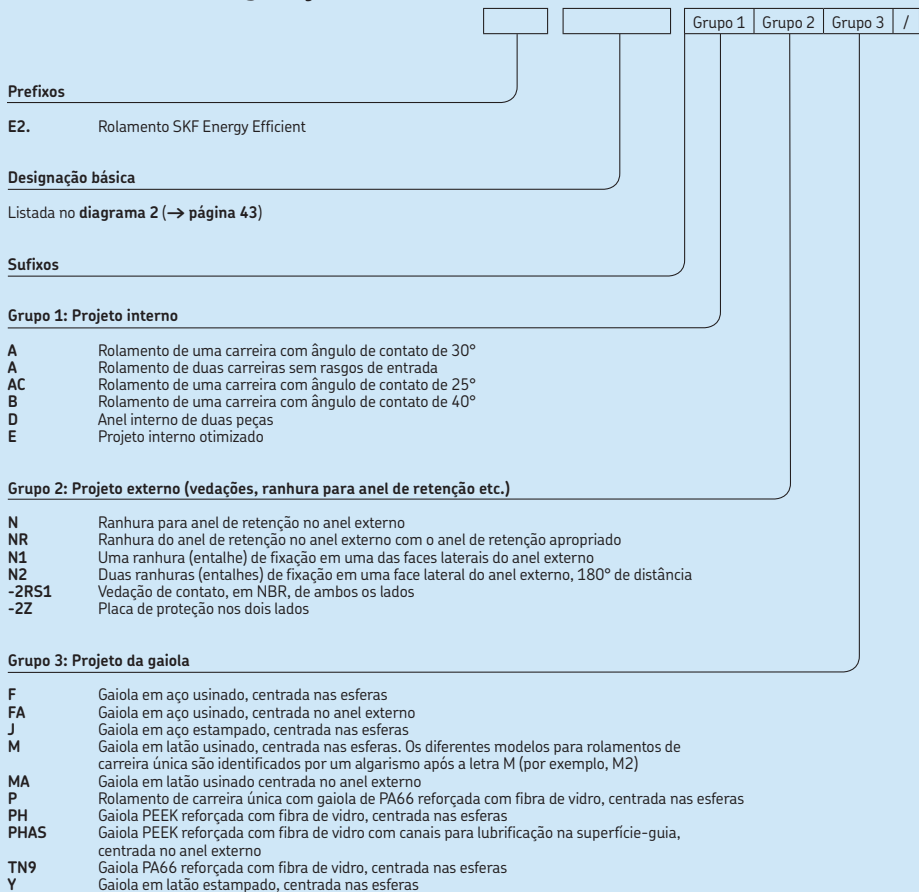 Grupo 1 Grupo 2 Grupo 3 /
Prefixos
E2. Rolamento SKF Energy Efficient
Designação básica
Listada no diagrama 2 (→ página 43)
Sufixos
Grupo 1: Projeto interno
A Rolamento de uma carreira com ângulo de contato de 30°
A Rolamento de duas carreiras sem rasgos de entrada
AC Rolamento de uma carreira com ângulo de contato de 25°
B Rolamento de uma carreira com ângulo de contato de 40°
D Anel interno de duas peças
E Projeto interno otimizado
Grupo 2: Projeto externo (vedações, ranhura para anel de retenção etc.)
N Ranhura para anel de retenção no anel externo
NR Ranhura do anel de retenção no anel externo com o anel de retenção apropriado
N1 Uma ranhura (entalhe) de fixação em uma das faces laterais do anel externo
N2 Duas ranhuras (entalhes) de fixação em uma face lateral do anel externo, 180° de distância
-2RS1 Vedação de contato, em NBR, de ambos os lados
-2Z Placa de proteção nos dois lados
Grupo 3: Projeto da gaiola
F Gaiola em aço usinado, centrada nas esferas
FA Gaiola em aço usinado, centrada no anel externo
J Gaiola em aço estampado, centrada nas esferas
M Gaiola em latão usinado, centrada nas esferas. Os diferentes modelos para rolamentos de
carreira única são identificados por um algarismo após a letra M (por exemplo, M2)
MA Gaiola em latão usinado centrada no anel externo
P Rolamento de carreira única com gaiola de PA66 reforçada com fibra de vidro, centrada nas esferas
PH Gaiola PEEK reforçada com fibra de vidro, centrada nas esferas
PHAS Gaiola PEEK reforçada com fibra de vidro com canais para lubrificação na superfície-guia,
centrada no anel externo
TN9 Gaiola PA66 reforçada com fibra de vidro, centrada nas esferas
Y Gaiola em latão estampado, centrada nas esferas